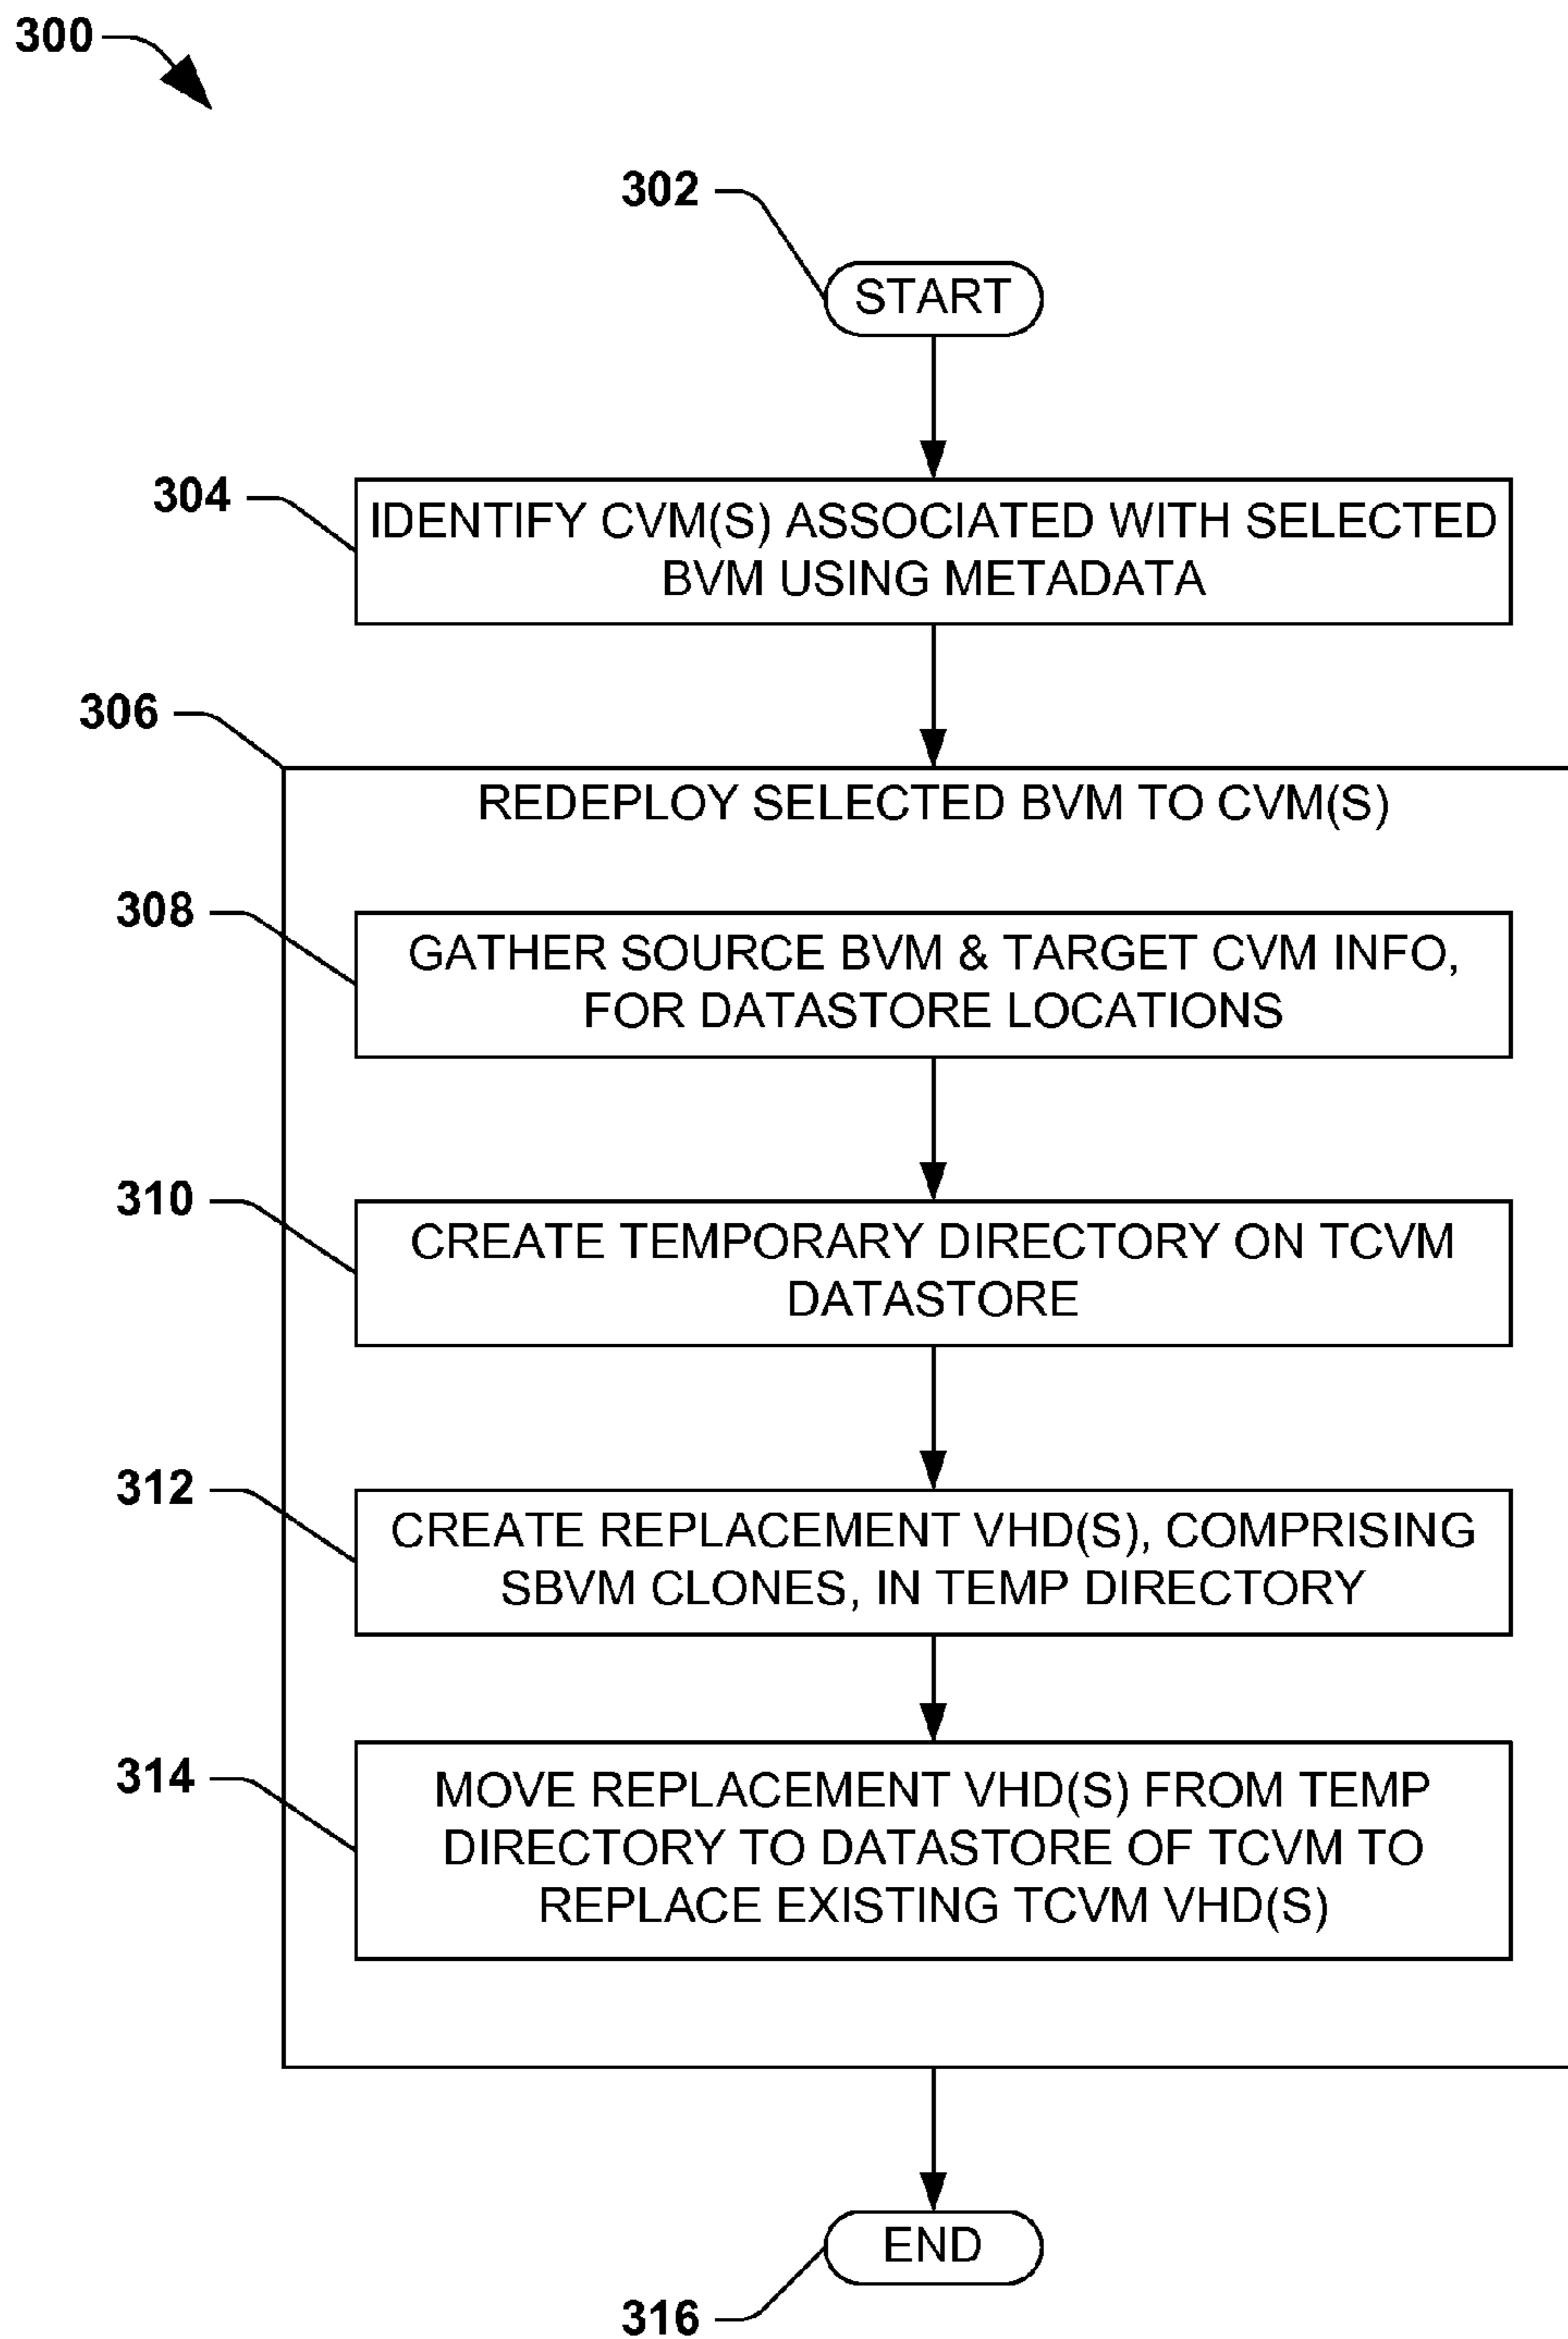 300
302
START
304
IDENTIFY CVM(S) ASSOCIATED WITH SELECTED
BVM USING METADATA
306
REDEPLOY SELECTED BVM TO CVM(S)
308
GATHER SOURCE BVM & TARGET CVM INFO,
FOR DATASTORE LOCATIONS
310
CREATE TEMPORARY DIRECTORY ON TCVM
DATASTORE
312
CREATE REPLACEMENT VHD(S), COMPRISING
SBVM CLONES, IN TEMP DIRECTORY
314
MOVE REPLACEMENT VHD(S) FROM TEMP
DIRECTORY TO DATASTORE OF TCVM TO
REPLACE EXISTING TCVM VHD(S)
END
316